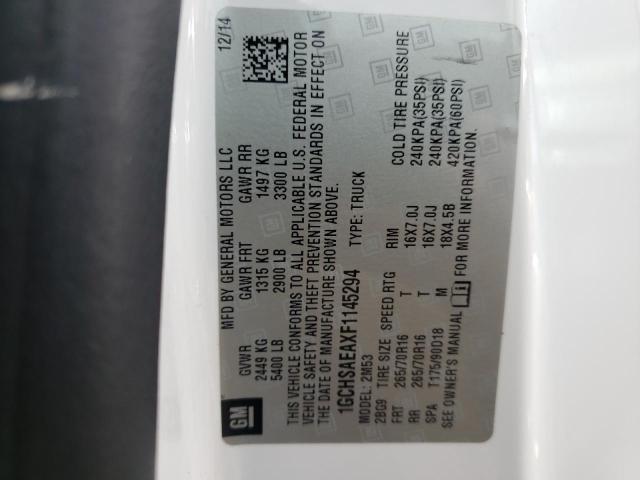 GM
MFD BY GENERAL MOTORS LLC 12/14
GVWR GAWR FRT GAWR RR
2449 KG 1315 KG 1497 KG
5400 LB 2900 LB 3300 LB
THIS VEHICLE CONFORMS TO ALL APPLICABLE U.S. FEDERAL MOTOR
VEHICLE SAFETY AND THEFT PREVENTION STANDARDS IN EFFECT ON
THE DATE OF MANUFACTURE SHOWN ABOVE.
1GCHSAEAXF1145294 TYPE: TRUCK
MODEL: 2M53
2BG9 TIRE SIZE SPEED RTG RIM COLD TIRE PRESSURE
FRT 265/70R16 T 16X7.0J 240KPA(35PSI)
RR 265/70R16 T 16X7.0J 240KPA(35PSI)
SPA T175/90D18 M 18X4.5B 420KPA(60PSI)
SEE OWNER'S MANUAL FOR MORE INFORMATION.